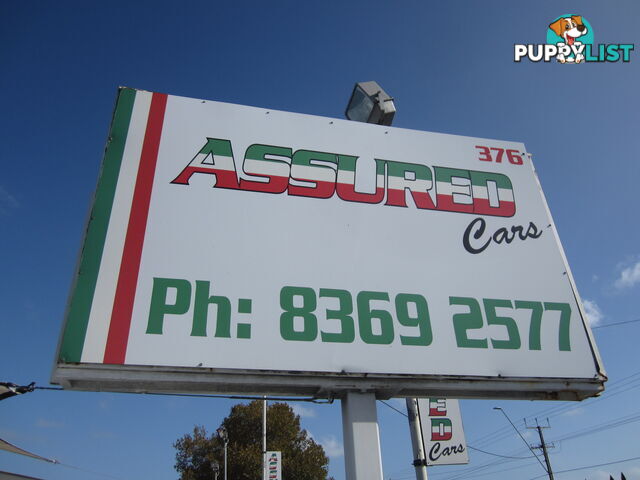 PUPPYLIST
376
ASSURED
Cars
Ph: 8369 2577
ED
Cars